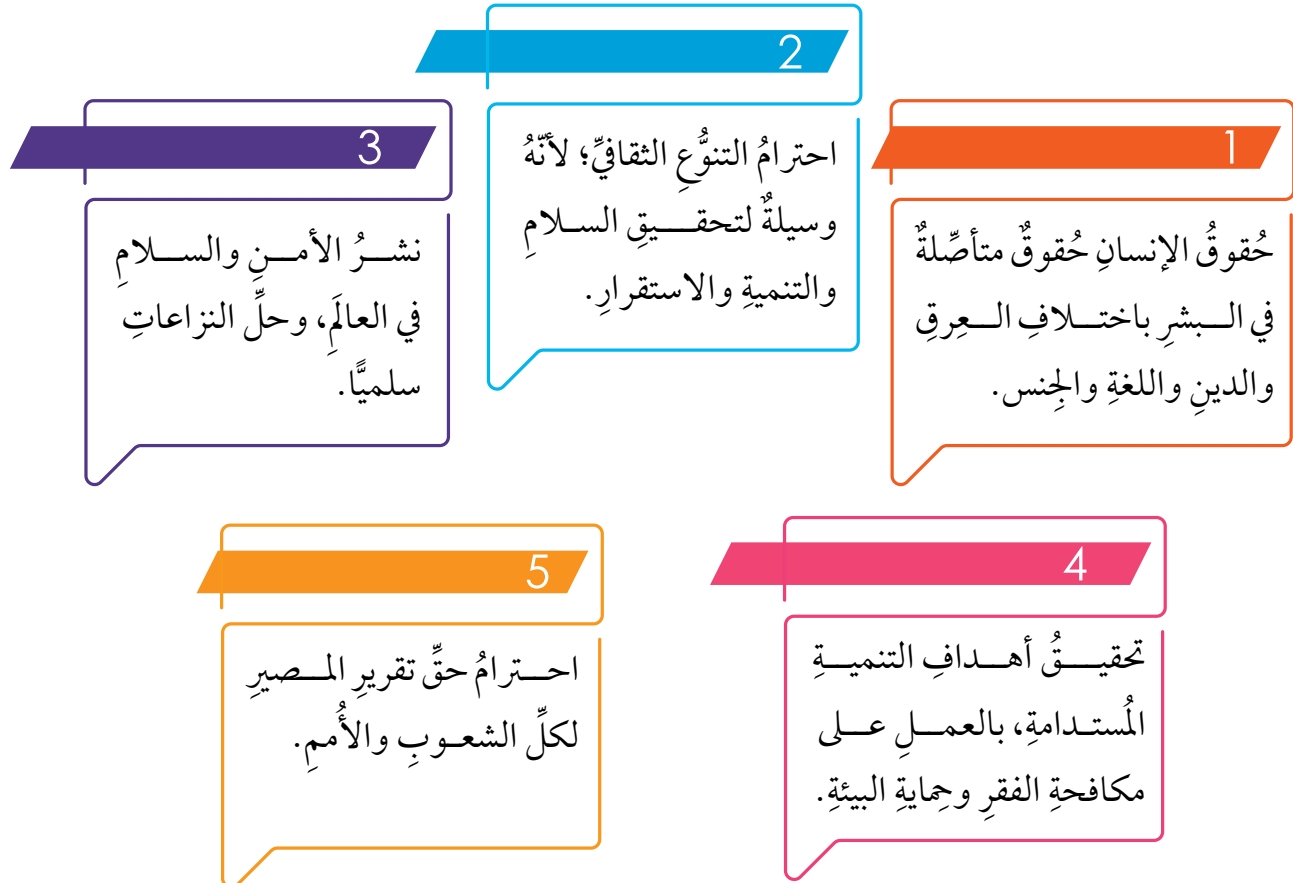 1
حُقوقُ الإنسانِ حُقوقٌ متأصِّلةٌ
في البشرِ باختلافِ العِرقِ
والدينِ واللغةِ والجِنس.
2
احترامُ التنوُّعِ الثقافيِّ؛ لأنّهُ
وسيلةٌ لتحقيقِ السلامِ
والتنميةِ والاستقرارِ.
3
نشرُ الأمنِ والسلامِ
في العالَمِ، وحلِّ النزاعاتِ
سلميًّا.
4
تحقيقُ أهدافِ التنميةِ
المُستدامةِ، بالعملِ على
مكافحةِ الفقرِ وحِمايةِ البيئةِ.
5
احترامُ حقِّ تقريرِ المصيرِ
لكلِّ الشعوبِ والأُممِ.